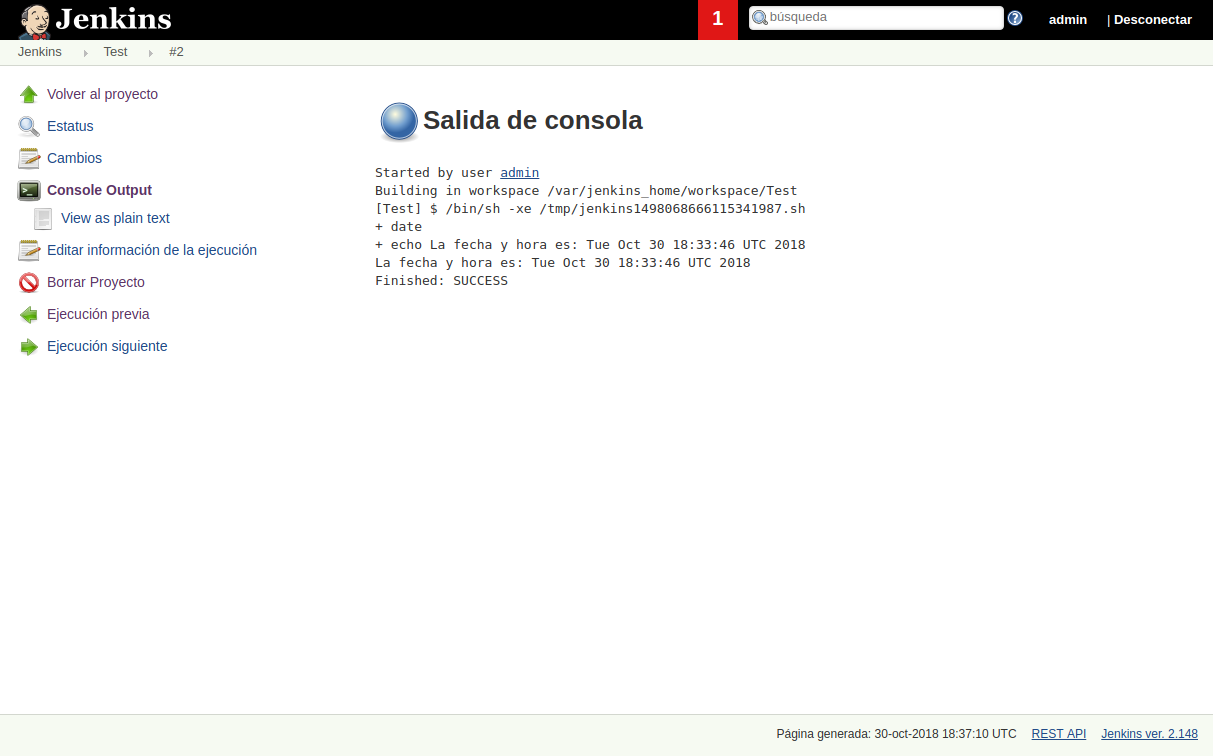 Jenkins
1
búsqueda
admin
| Desconectar
Jenkins
Test
#2
Volver al proyecto
Estatus
Cambios
Console Output
View as plain text
Editar información de la ejecución
Borrar Proyecto
Ejecución previa
Ejecución siguiente
Salida de consola
Started by user admin
Building in workspace /var/jenkins_home/workspace/Test
[Test] $ /bin/sh -xe /tmp/jenkins1498068666115341987.sh
+ date
+ echo La fecha y hora es: Tue Oct 30 18:33:46 UTC 2018
La fecha y hora es: Tue Oct 30 18:33:46 UTC 2018
Finished: SUCCESS
Página generada: 30-oct-2018 18:37:10 UTC
REST API
Jenkins ver. 2.148